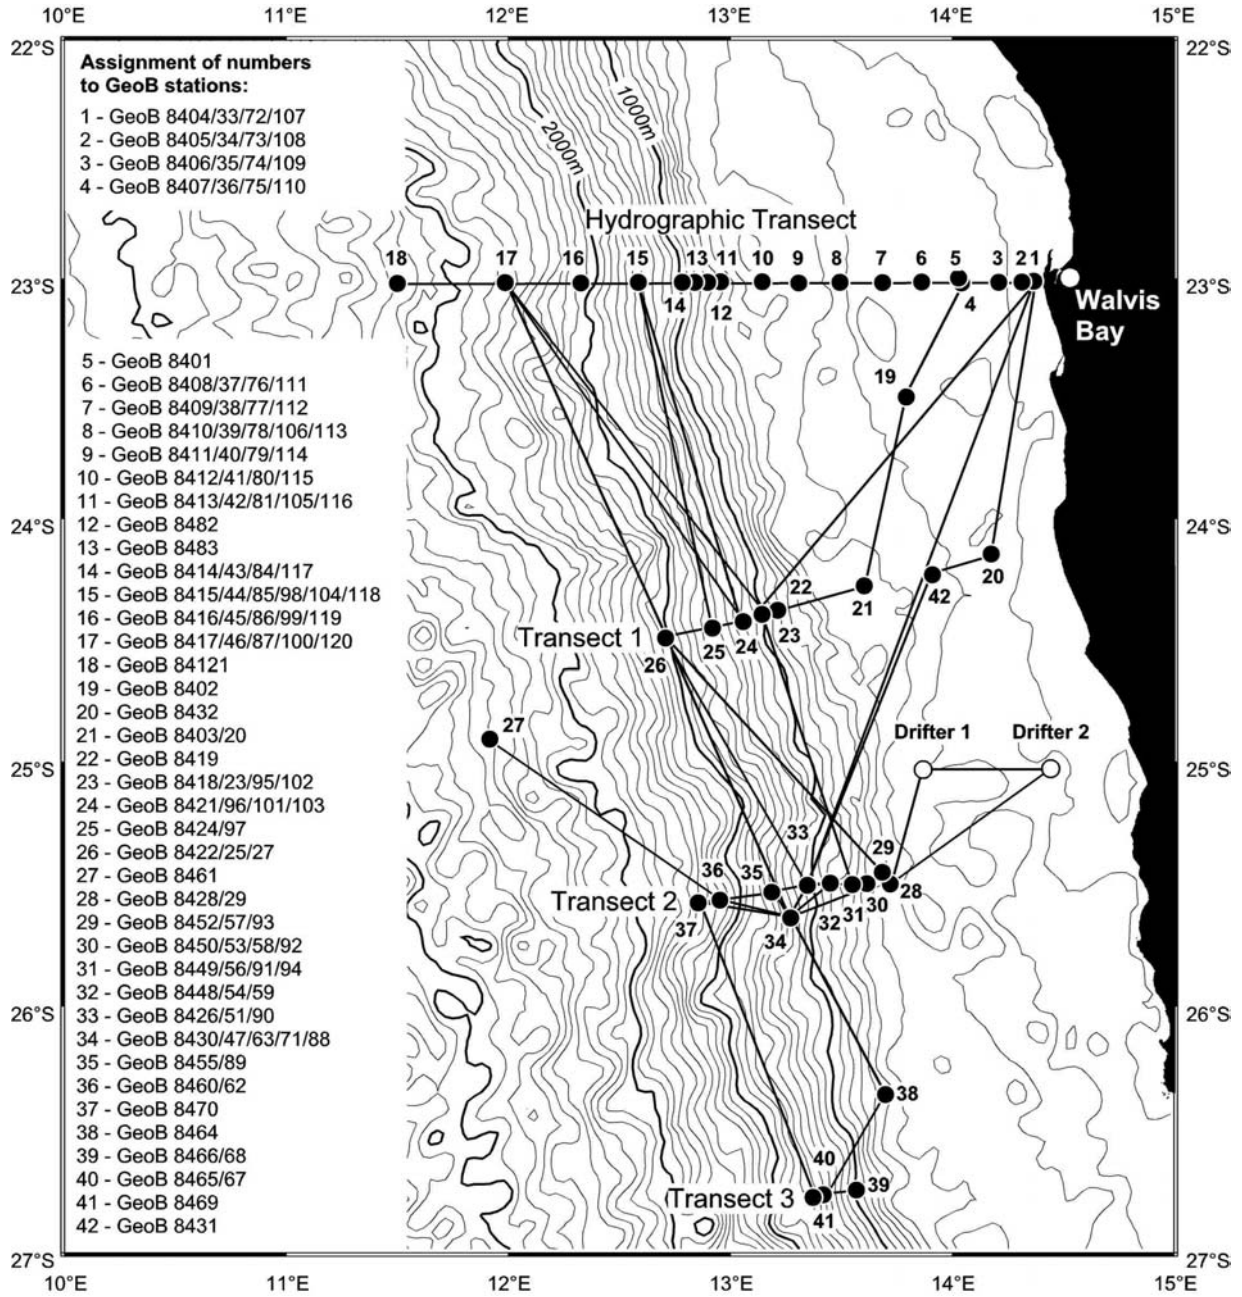 10°E 11°E 12°E 13°E 14°E 15°E
22°S 22°S
Assignment of numbers
to GeoB stations:
1 - GeoB 8404/33/72/107
2 - GeoB 8405/34/73/108
3 - GeoB 8406/35/74/109
4 - GeoB 8407/36/75/110
1000m
2000m
Hydrographic Transect
18 17 16 15 13 11 10 9 8 7 6 5 3 2 1
23°S 14 12 4 23°S
Walvis
Bay
5 - GeoB 8401
6 - GeoB 8408/37/76/111
7 - GeoB 8409/38/77/112
8 - GeoB 8410/39/78/106/113
9 - GeoB 8411/40/79/114
10 - GeoB 8412/41/80/115
11 - GeoB 8413/42/81/105/116
12 - GeoB 8482
13 - GeoB 8483
14 - GeoB 8414/43/84/117
15 - GeoB 8415/44/85/98/104/118
16 - GeoB 8416/45/86/99/119
17 - GeoB 8417/46/87/100/120
18 - GeoB 84121
19 - GeoB 8402
20 - GeoB 8432
21 - GeoB 8403/20
22 - GeoB 8419
23 - GeoB 8418/23/95/102
24 - GeoB 8421/96/101/103
25 - GeoB 8424/97
26 - GeoB 8422/25/27
27 - GeoB 8461
28 - GeoB 8428/29
29 - GeoB 8452/57/93
30 - GeoB 8450/53/58/92
31 - GeoB 8449/56/91/94
32 - GeoB 8448/54/59
33 - GeoB 8426/51/90
34 - GeoB 8430/47/63/71/88
35 - GeoB 8455/89
36 - GeoB 8460/62
37 - GeoB 8470
38 - GeoB 8464
39 - GeoB 8466/68
40 - GeoB 8465/67
41 - GeoB 8469
42 - GeoB 8431
19
24°S 24°S
20
22 21 42
Transect 1 23
26 25 24
27
Drifter 1 Drifter 2
25°S 25°S
33 29
36 35
Transect 2 28
37 34 32 31 30
26°S 26°S
38
40
Transect 3 39
41
27°S 27°S
10°E 11°E 12°E 13°E 14°E 15°E